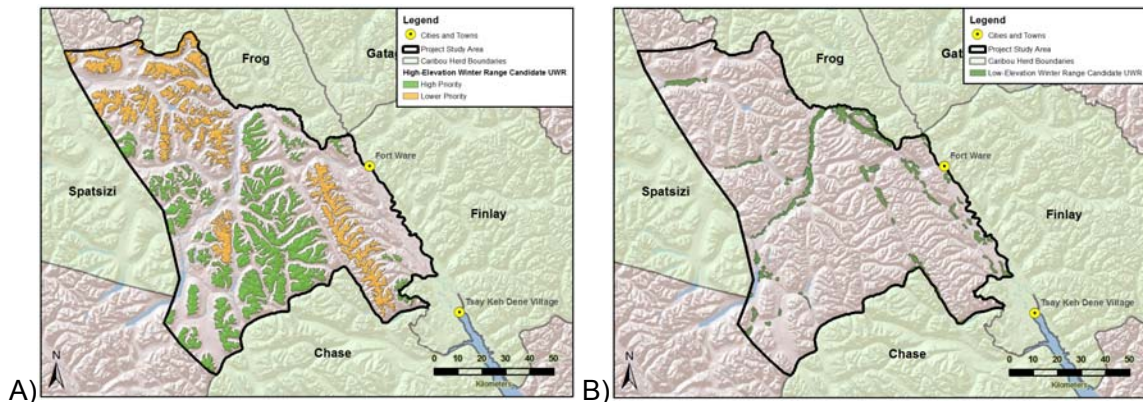 Legend
Cities and Towns
Project Study Area
Caribou Herd Boundaries
High-Elevation Winter Range Candidate UWR
High Priority
Lower Priority
Frog
Fort Ware
Spatsizi
Finlay
Tsay Keh Dene Village
Chase
N
0 10 20 30 40 50
Kilometers
A)
Legend
Cities and Towns
Project Study Area
Caribou Herd Boundaries
Low-Elevation Winter Range Candidate UWR
Frog
Fort Ware
Spatsizi
Finlay
Tsay Keh Dene Village
Chase
N
0 10 20 30 40 50
Kilometers
B)